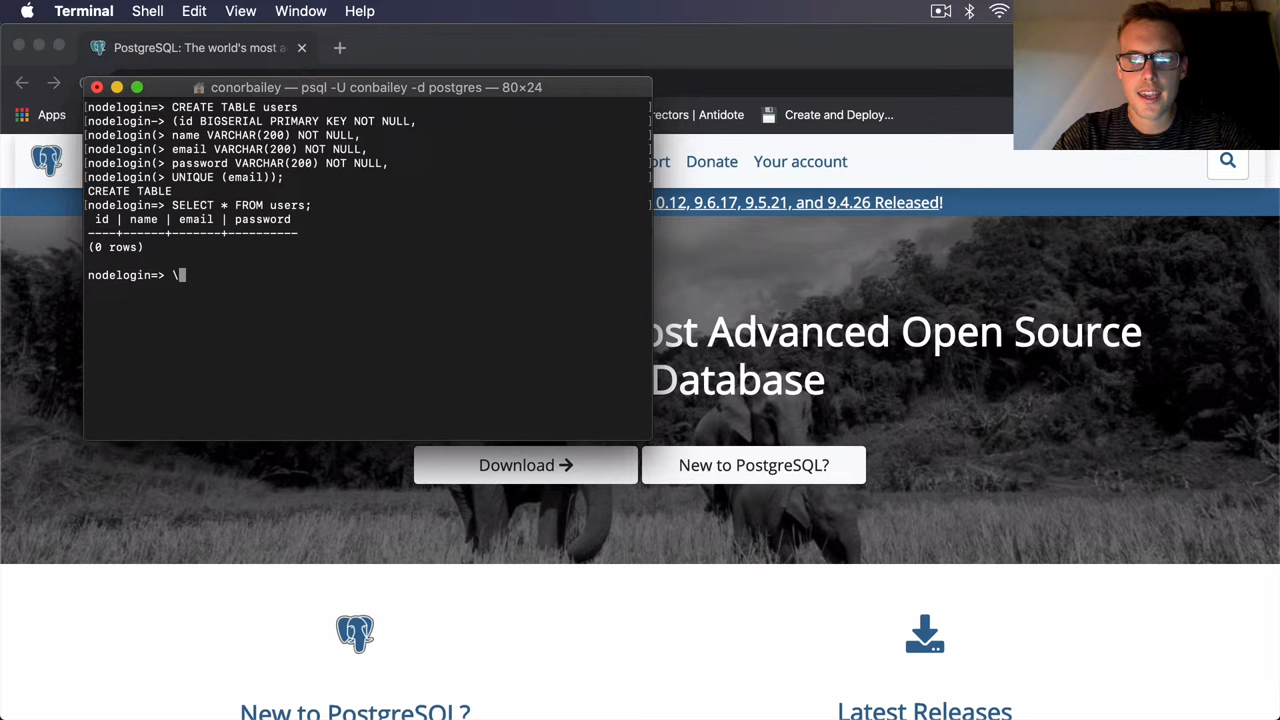 Terminal Shell Edit View Window Help
PostgreSQL: The world's most a
conorbailey — psql -U conbailey -d postgres — 80×24
Apps
ectors | Antidote
Create and Deploy...
nodelogin=> CREATE TABLE users
nodelogin(> (id BIGSERIAL PRIMARY KEY NOT NULL,
nodelogin(> name VARCHAR(200) NOT NULL,
nodelogin(> email VARCHAR(200) NOT NULL,
nodelogin(> password VARCHAR(200) NOT NULL,
nodelogin(> UNIQUE (email));
CREATE TABLE
nodelogin=> SELECT * FROM users;
id | name | email | password
----+------+-------+----------
(0 rows)
nodelogin=> \
ort Donate Your account
0.12, 9.6.17, 9.5.21, and 9.4.26 Released!
ost Advanced Open Source
Database
Download
New to PostgreSQL?
New to PostgreSQL?
Latest Releases